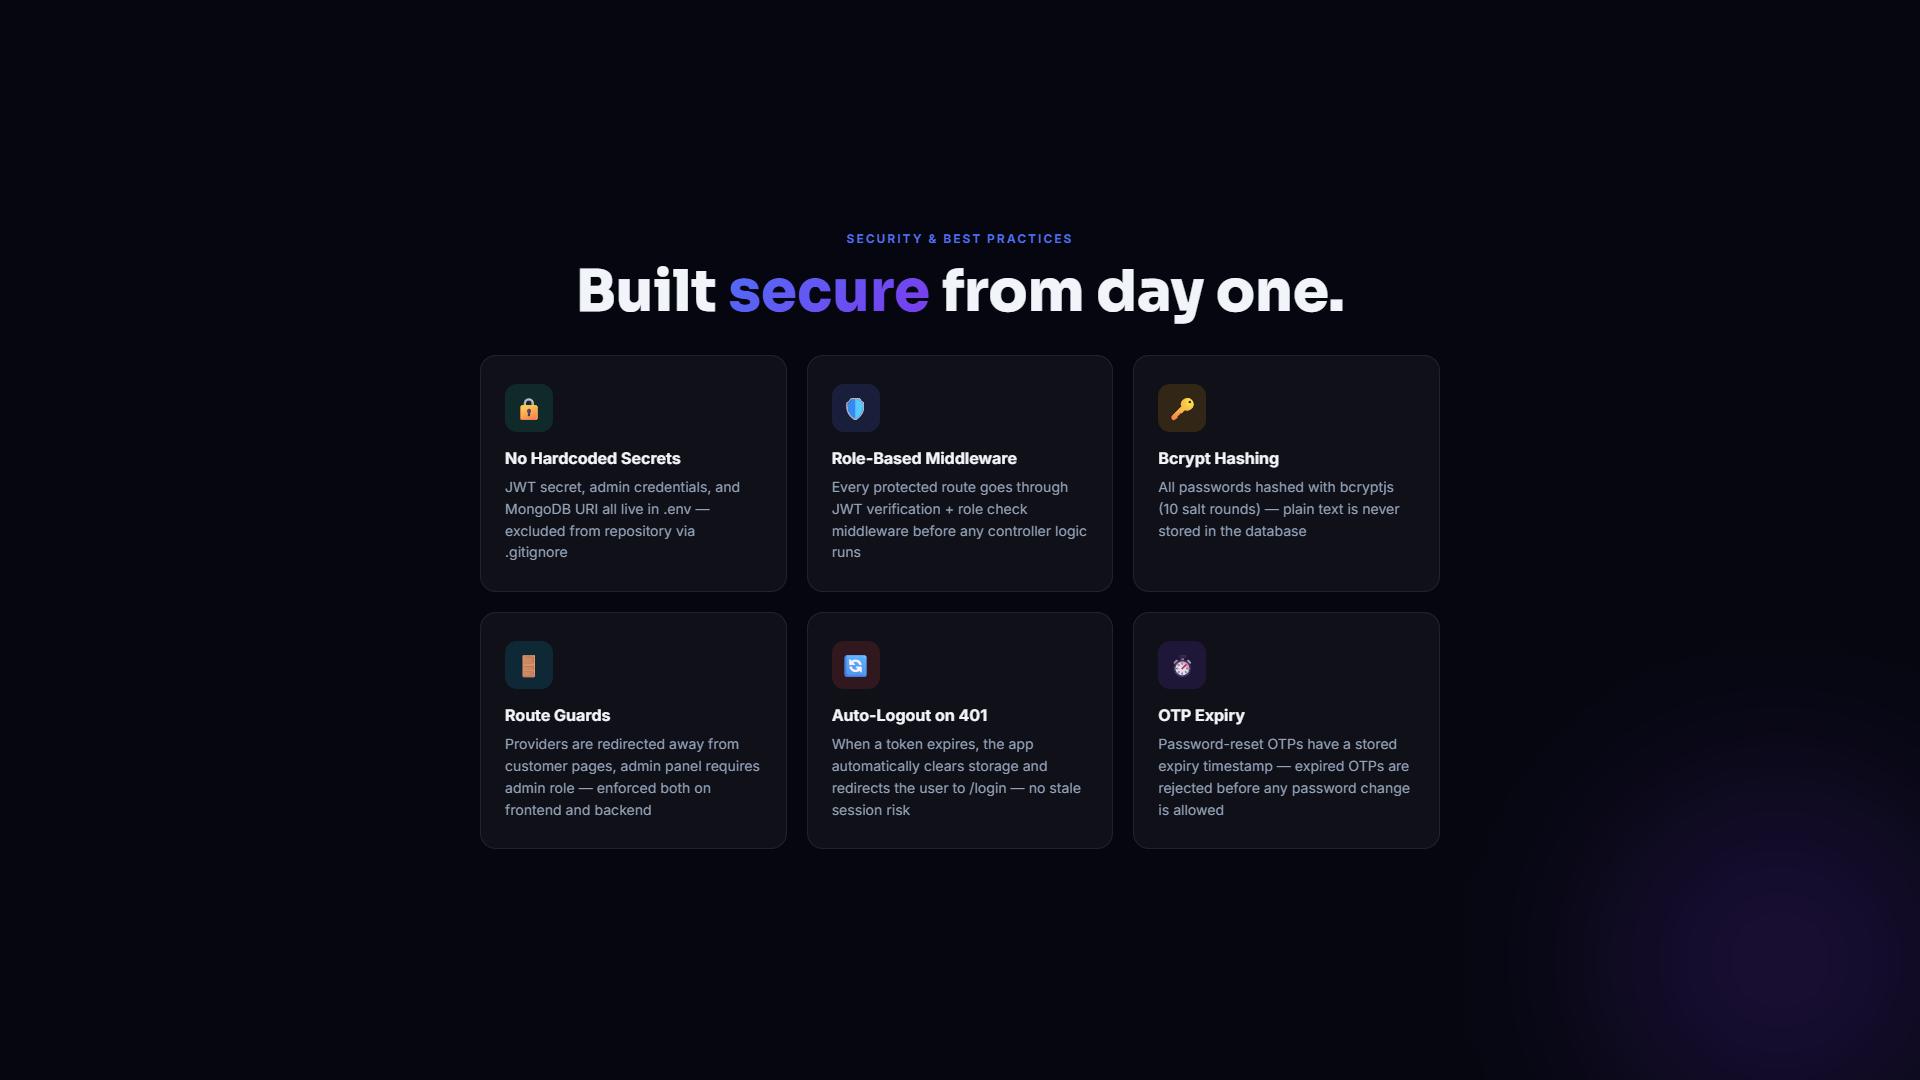 SECURITY & BEST PRACTICES
Built secure from day one.
No Hardcoded Secrets
JWT secret, admin credentials, and
MongoDB URI all live in .env —
excluded from repository via
.gitignore
Role-Based Middleware
Every protected route goes through
JWT verification + role check
middleware before any controller logic
runs
Bcrypt Hashing
All passwords hashed with bcryptjs
(10 salt rounds) — plain text is never
stored in the database
Route Guards
Providers are redirected away from
customer pages, admin panel requires
admin role — enforced both on
frontend and backend
Auto-Logout on 401
When a token expires, the app
automatically clears storage and
redirects the user to /login — no stale
session risk
OTP Expiry
Password-reset OTPs have a stored
expiry timestamp — expired OTPs are
rejected before any password change
is allowed